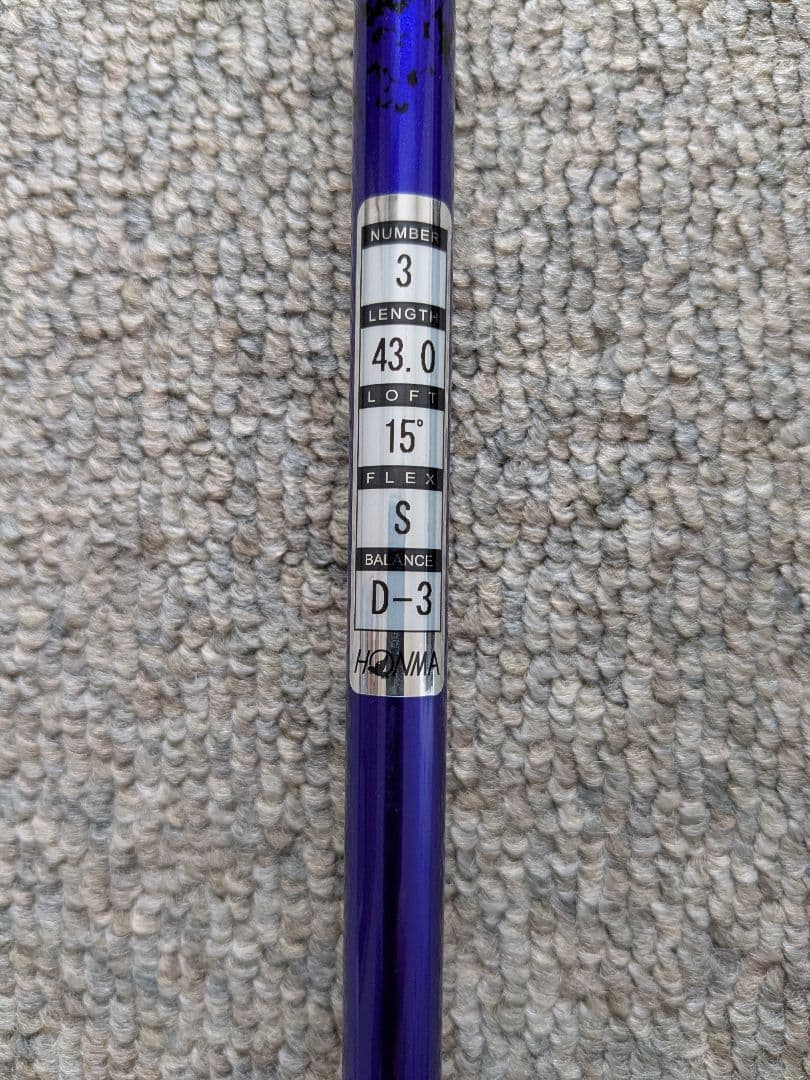 NUMBER
3
LENGTH
43.0
LOFT
15°
FLEX
S
BALANCE
D-3
HONMA